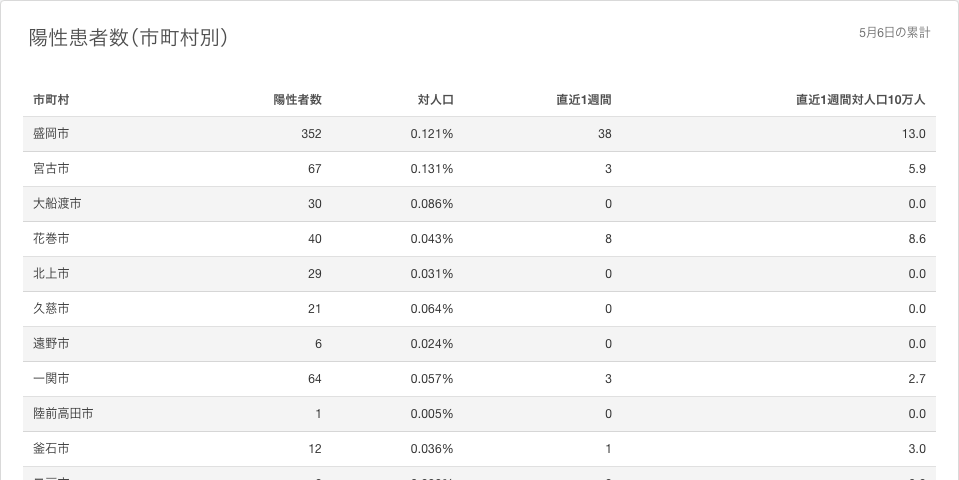 陽性患者数(市町村別)
5月6日の累計
市町村 陽性者数 対人口 直近1週間 直近1週間対人口10万人
盛岡市 352 0.121% 38 13.0
宮古市 67 0.131% 3 5.9
大船渡市 30 0.086% 0 0.0
花巻市 40 0.043% 8 8.6
北上市 29 0.031% 0 0.0
久慈市 21 0.064% 0 0.0
遠野市 6 0.024% 0 0.0
一関市 64 0.057% 3 2.7
陸前高田市 1 0.005% 0 0.0
釜石市 12 0.036% 1 3.0